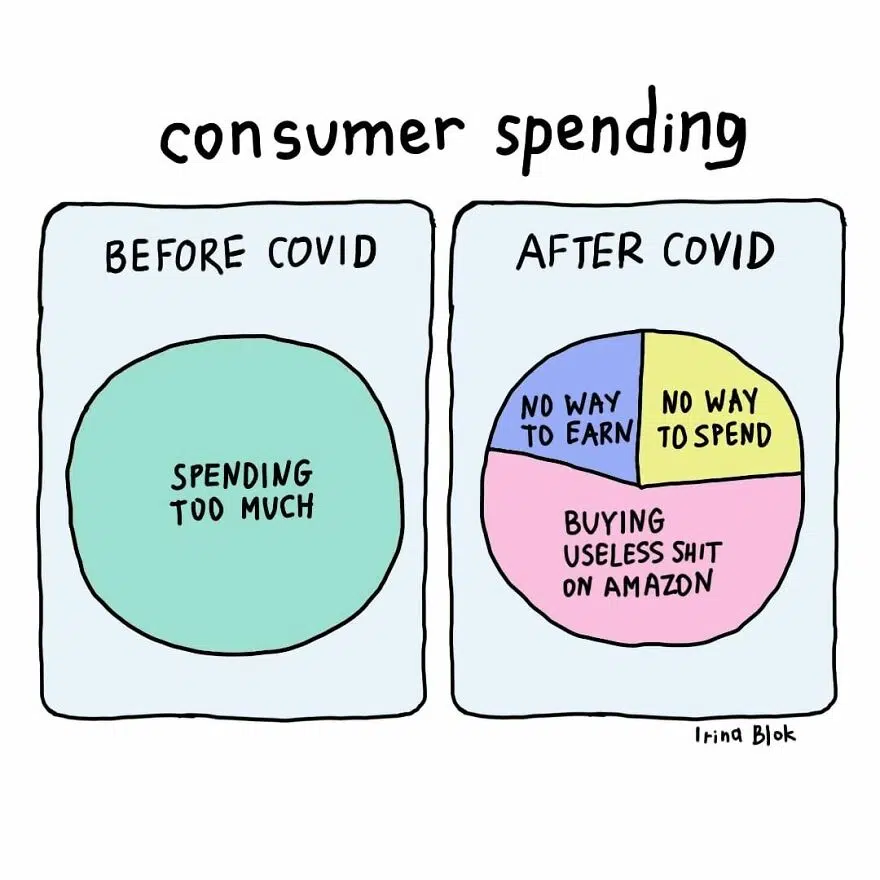 consumer spending
BEFORE COVID
SPENDING
TOO MUCH
AFTER COVID
NO WAY
TO EARN
NO WAY
TO SPEND
BUYING
USELESS SHIT
ON AMAZON
Irina Blok